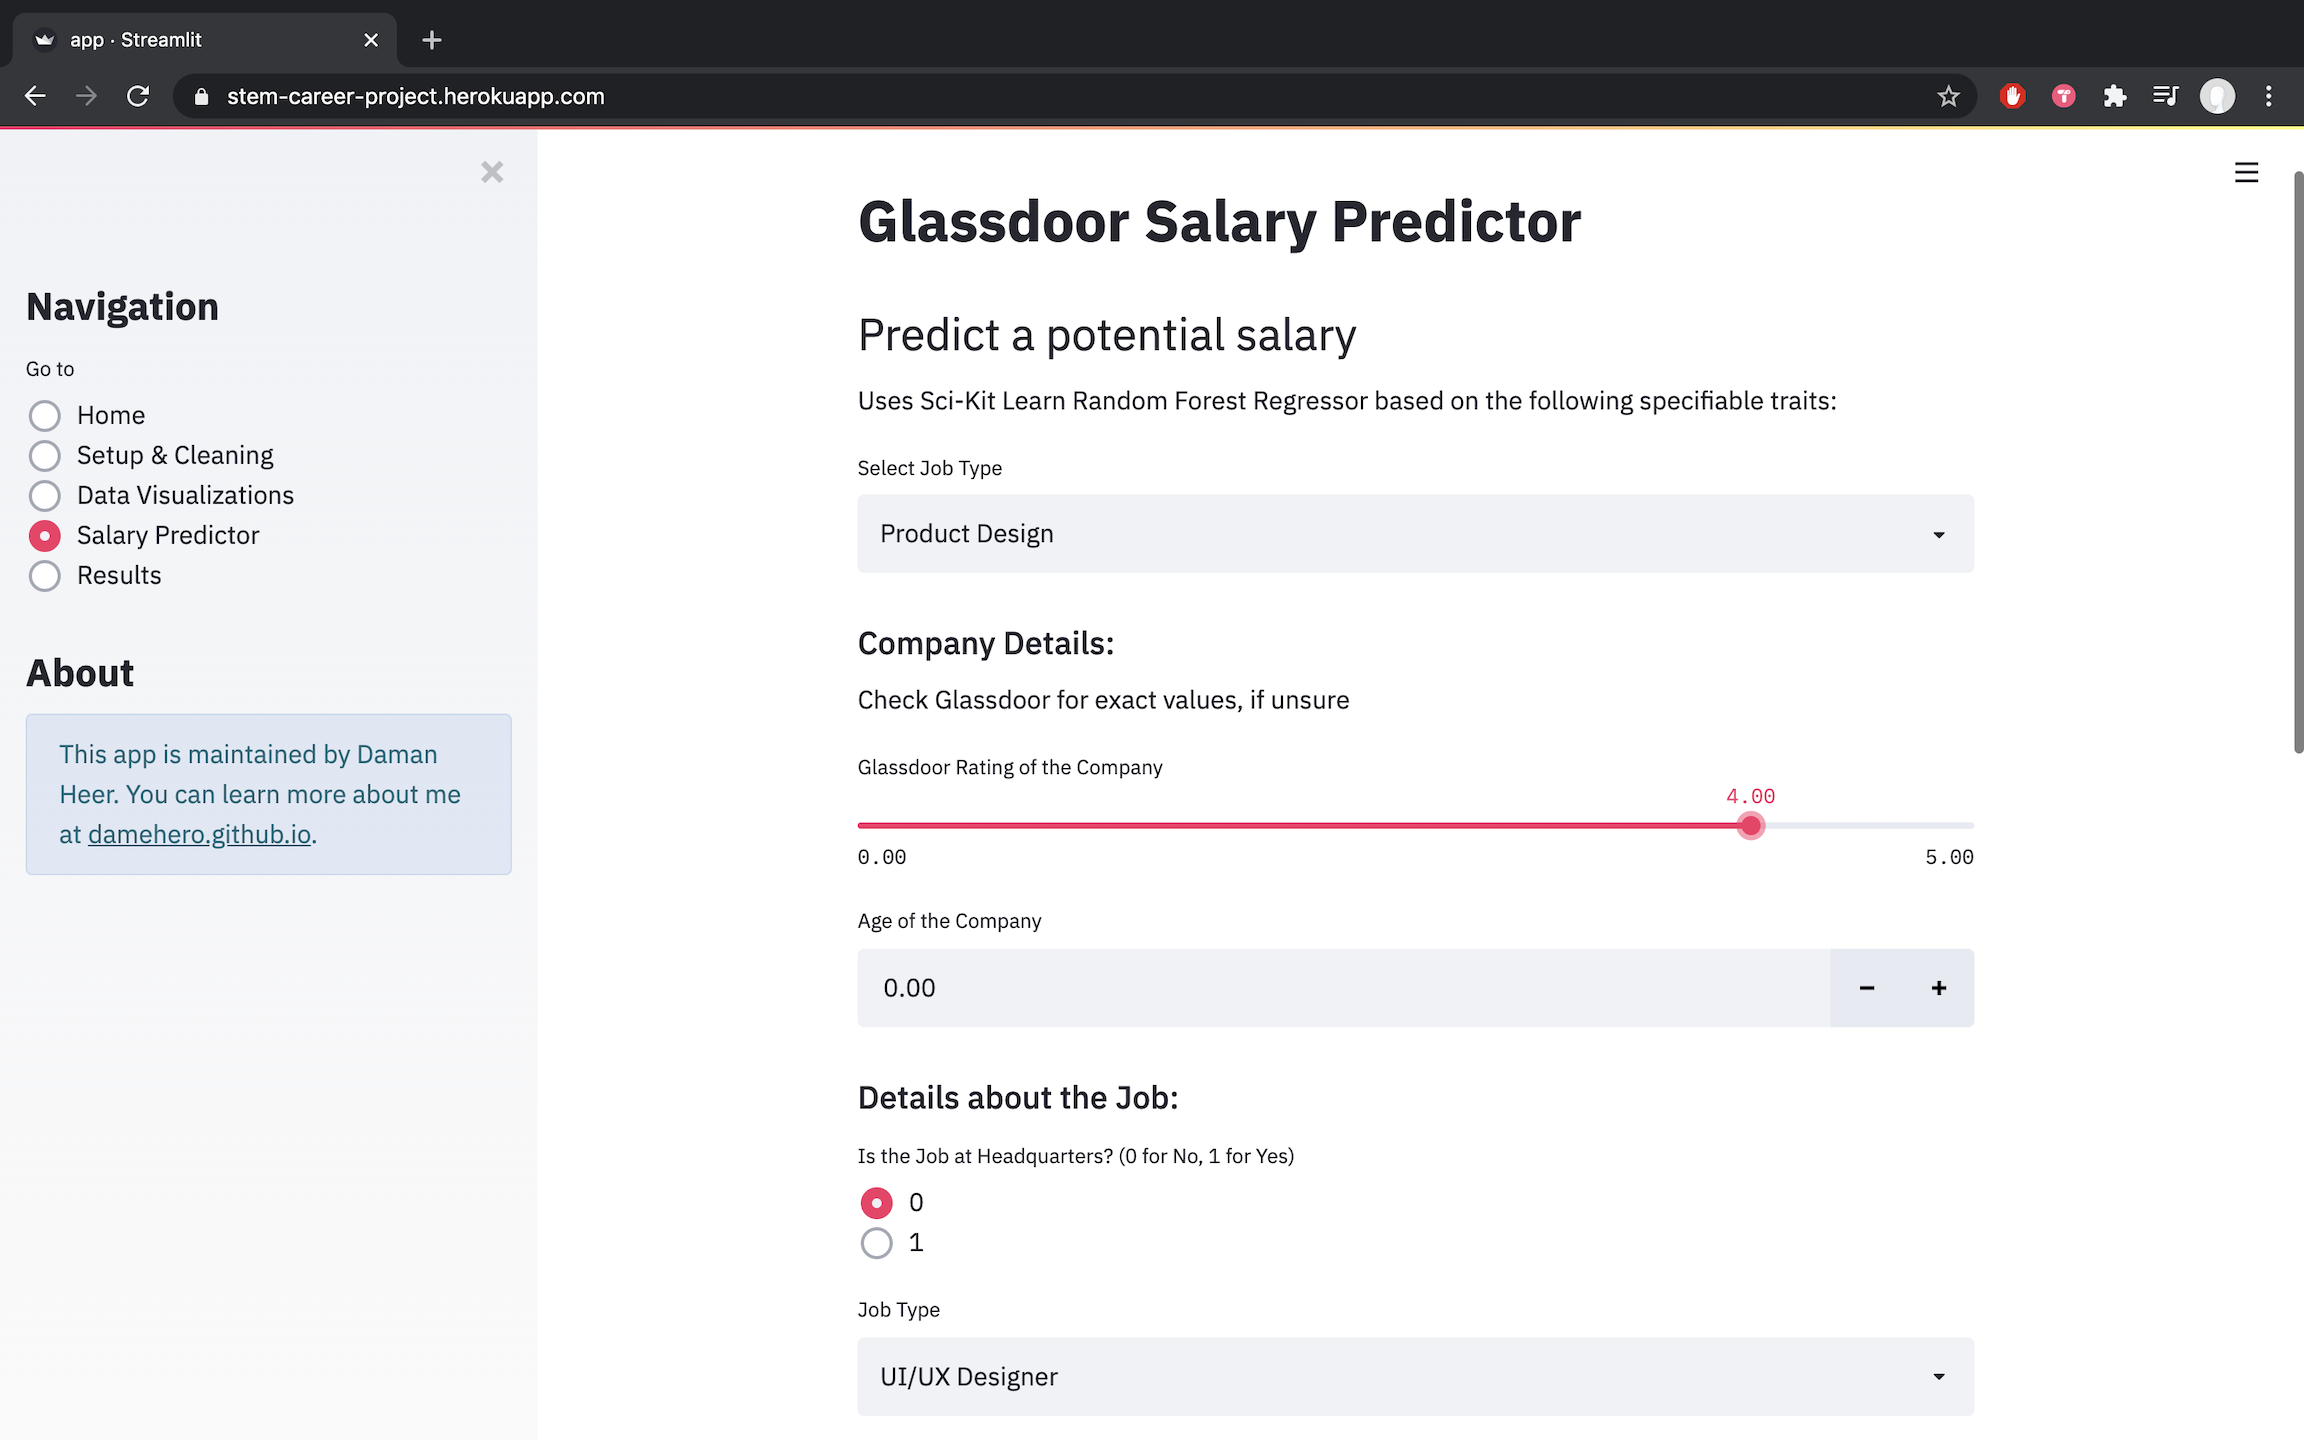 app · Streamlit
stem-career-project.herokuapp.com
Navigation
Go to
Home
Setup & Cleaning
Data Visualizations
Salary Predictor
Results
About
This app is maintained by Daman
Heer. You can learn more about me
at damehero.github.io.
Glassdoor Salary Predictor
Predict a potential salary
Uses Sci-Kit Learn Random Forest Regressor based on the following specifiable traits:
Select Job Type
Product Design
Company Details:
Check Glassdoor for exact values, if unsure
Glassdoor Rating of the Company
4.00
0.00 5.00
Age of the Company
0.00
Details about the Job:
Is the Job at Headquarters? (0 for No, 1 for Yes)
0
1
Job Type
UI/UX Designer